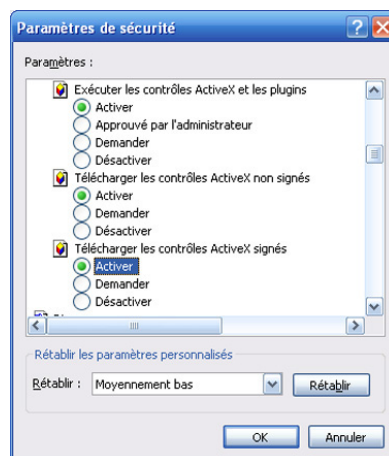 Paramètres de sécurité
Paramètres :
Exécuter les contrôles ActiveX et les plugins
Activer
Approuvé par l'administrateur
Demander
Désactiver
Télécharger les contrôles ActiveX non signés
Activer
Demander
Désactiver
Télécharger les contrôles ActiveX signés
Activer
Demander
Désactiver
Rétablir les paramètres personnalisés
Rétablir : Moyennement bas Rétablir
OK Annuler